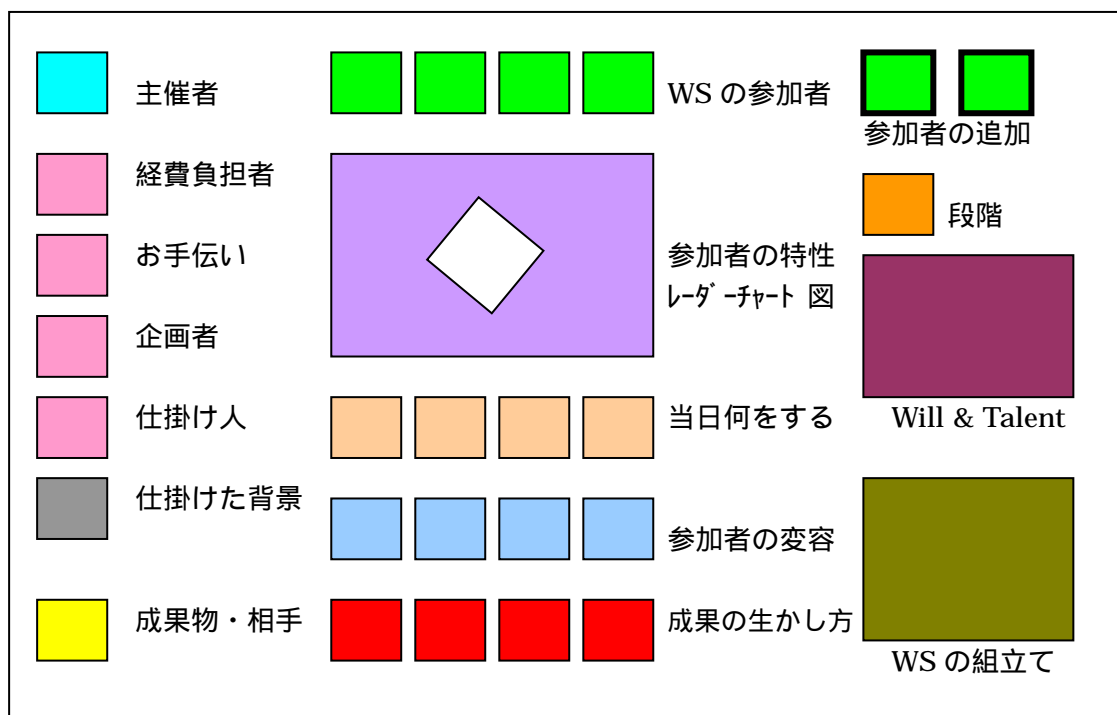 主催者
経費負担者
お手伝い
企画者
仕掛け人
仕掛けた背景
成果物・相手
WS の参加者
参加者の特性
ﾚｰﾀﾞｰﾁｬｰﾄ 図
当日何をする
参加者の変容
成果の生かし方
参加者の追加
段階
Will & Talent
WS の組立て